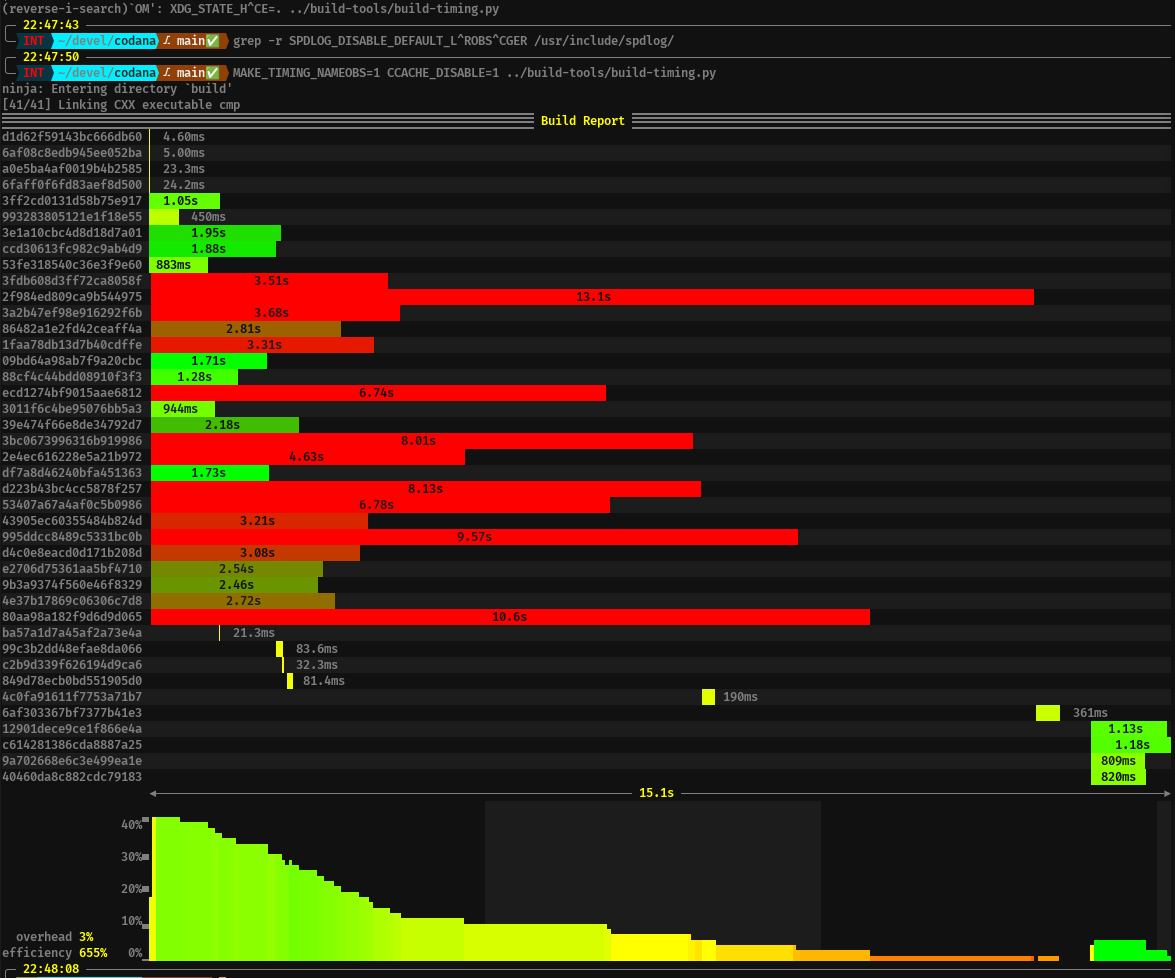 (reverse-i-search)`OM': XDG_STATE_H^CE=. ../build-tools/build-timing.py
22:47:43
INT ~/devel/codana main✅ grep -r SPDLOG_DISABLE_DEFAULT_L^ROBS^CGER /usr/include/spdlog/
22:47:50
INT ~/devel/codana main✅ MAKE_TIMING_NAMEOBS=1 CCACHE_DISABLE=1 ../build-tools/build-timing.py
ninja: Entering directory `build'
[41/41] Linking CXX executable cmp
Build Report
d1d62f59143bc666db60 4.60ms
6af08c8edb945ee052ba 5.00ms
a0e5ba4af0019b4b2585 23.3ms
6faff0f6fd83aef8d500 24.2ms
3ff2cd0131d58b75e917 1.05s
993283805121e1f18e55 450ms
3e1a10cbc4d8d18d7a01 1.95s
ccd30613fc982c9ab4d9 1.88s
53fe318540c36e3f9e60 883ms
3fdb608d3ff72ca8058f 3.51s
2f984ed809ca9b544975 13.1s
3a2b47ef98e916292f6b 3.68s
86482a1e2fd42ceaff4a 2.81s
1faa78db13d7b40cdffe 3.31s
09bd64a98ab7f9a20cbc 1.71s
88cf4c44bdd08910f3f3 1.28s
ecd1274bf9015aae6812 6.74s
3011f6c4be95076bb5a3 944ms
39e474f66e8de34792d7 2.18s
3bc0673996316b919986 8.01s
2e4ec616228e5a21b972 4.63s
df7a8d46240bfa451363 1.73s
d223b43bc4cc5878f257 8.13s
53407a67a4af0c5b0986 6.78s
43905ec60355484b824d 3.21s
995ddcc8489c5331bc0b 9.57s
d4c0e8eacd0d171b208d 3.08s
e2706d75361aa5bf4710 2.54s
9b3a9374f560e46f8329 2.46s
4e37b17869c06306c7d8 2.72s
80aa98a182f9d6d9d065 10.6s
ba57a1d7a45af2a73e4a 21.3ms
99c3b2dd48efae8da066 83.6ms
c2b9d339f626194d9ca6 32.3ms
849d78ecb0bd551905d0 81.4ms
4c0fa91611f7753a71b7 190ms
6af303367bf7377b41e3 361ms
12901dece9ce1f866e4a 1.13s
c614281386cda8887a25 1.18s
9a702668e6c3e499ea1e 809ms
40460da8c882cdc79183 820ms
15.1s
40%
30%
20%
10%
overhead 3%
efficiency 655% 0%
22:48:08